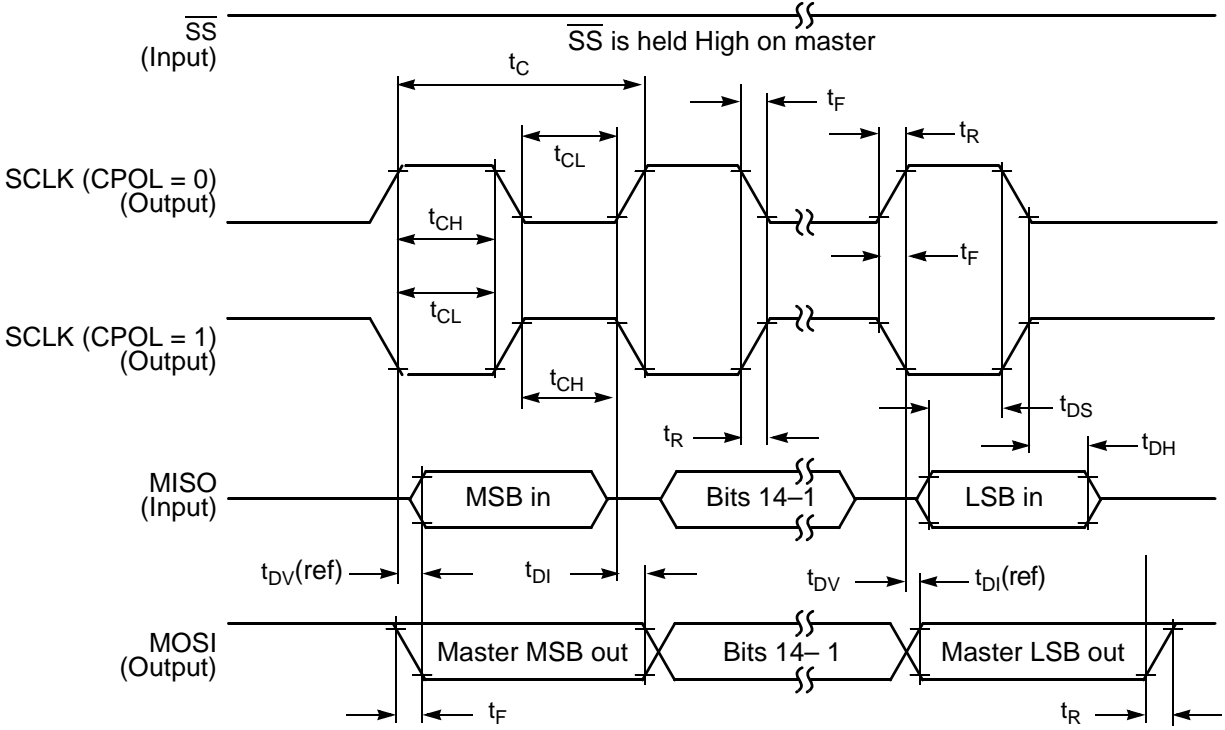 SS
(Input)
SS is held High on master
tC
tF
tR
tCL
SCLK (CPOL = 0)
(Output)
tCH
tF
tCL
SCLK (CPOL = 1)
(Output)
tCH
tDS
tR
tDH
MISO
(Input)
MSB in
Bits 14–1
LSB in
tDV(ref)
tDI
tDV
tDI(ref)
MOSI
(Output)
Master MSB out
Bits 14– 1
Master LSB out
tF
tR